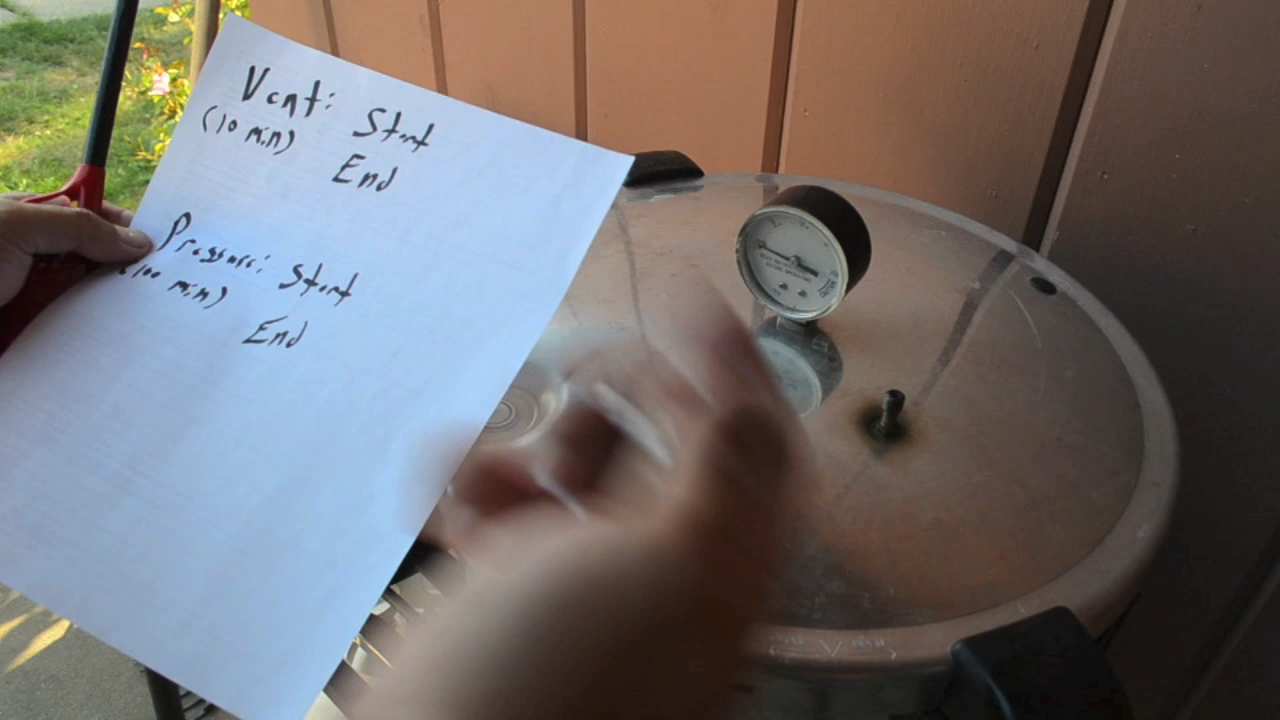 Vent: Start
(10 min)
End
Pressure: Start
(100 min)
End